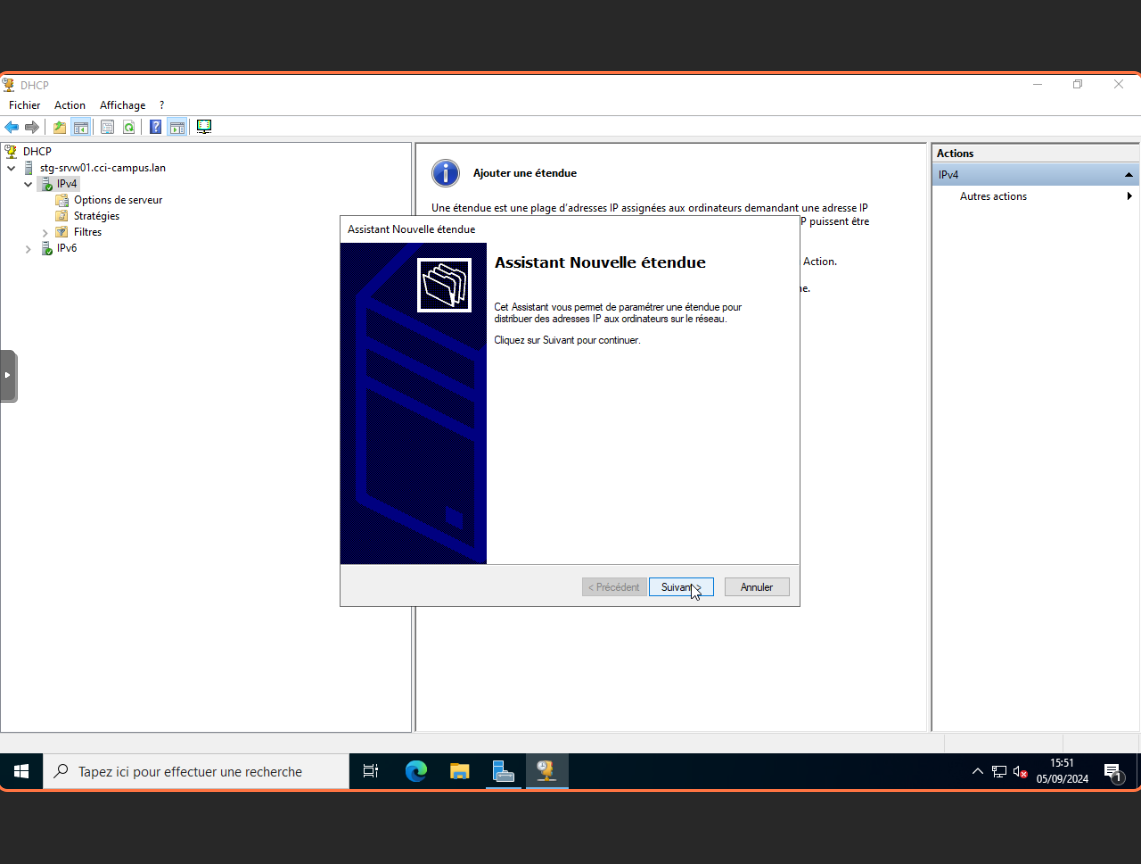 DHCP
Fichier Action Affichage ?
DHCP
stg-srvw01.cci-campus.lan
IPv4
Options de serveur
Stratégies
Filtres
IPv6
Ajouter une étendue
Une étendue est une plage d'adresses IP assignées aux ordinateurs demandant une adresse IP
P puissent être
Action.
Assistant Nouvelle étendue
Assistant Nouvelle étendue
Cet Assistant vous permet de paramétrer une étendue pour
distribuer des adresses IP aux ordinateurs sur le réseau.
Cliquez sur Suivant pour continuer.
< Précédent Suivant > Annuler
Actions
IPv4
Autres actions
Tapez ici pour effectuer une recherche
15:51
05/09/2024
1